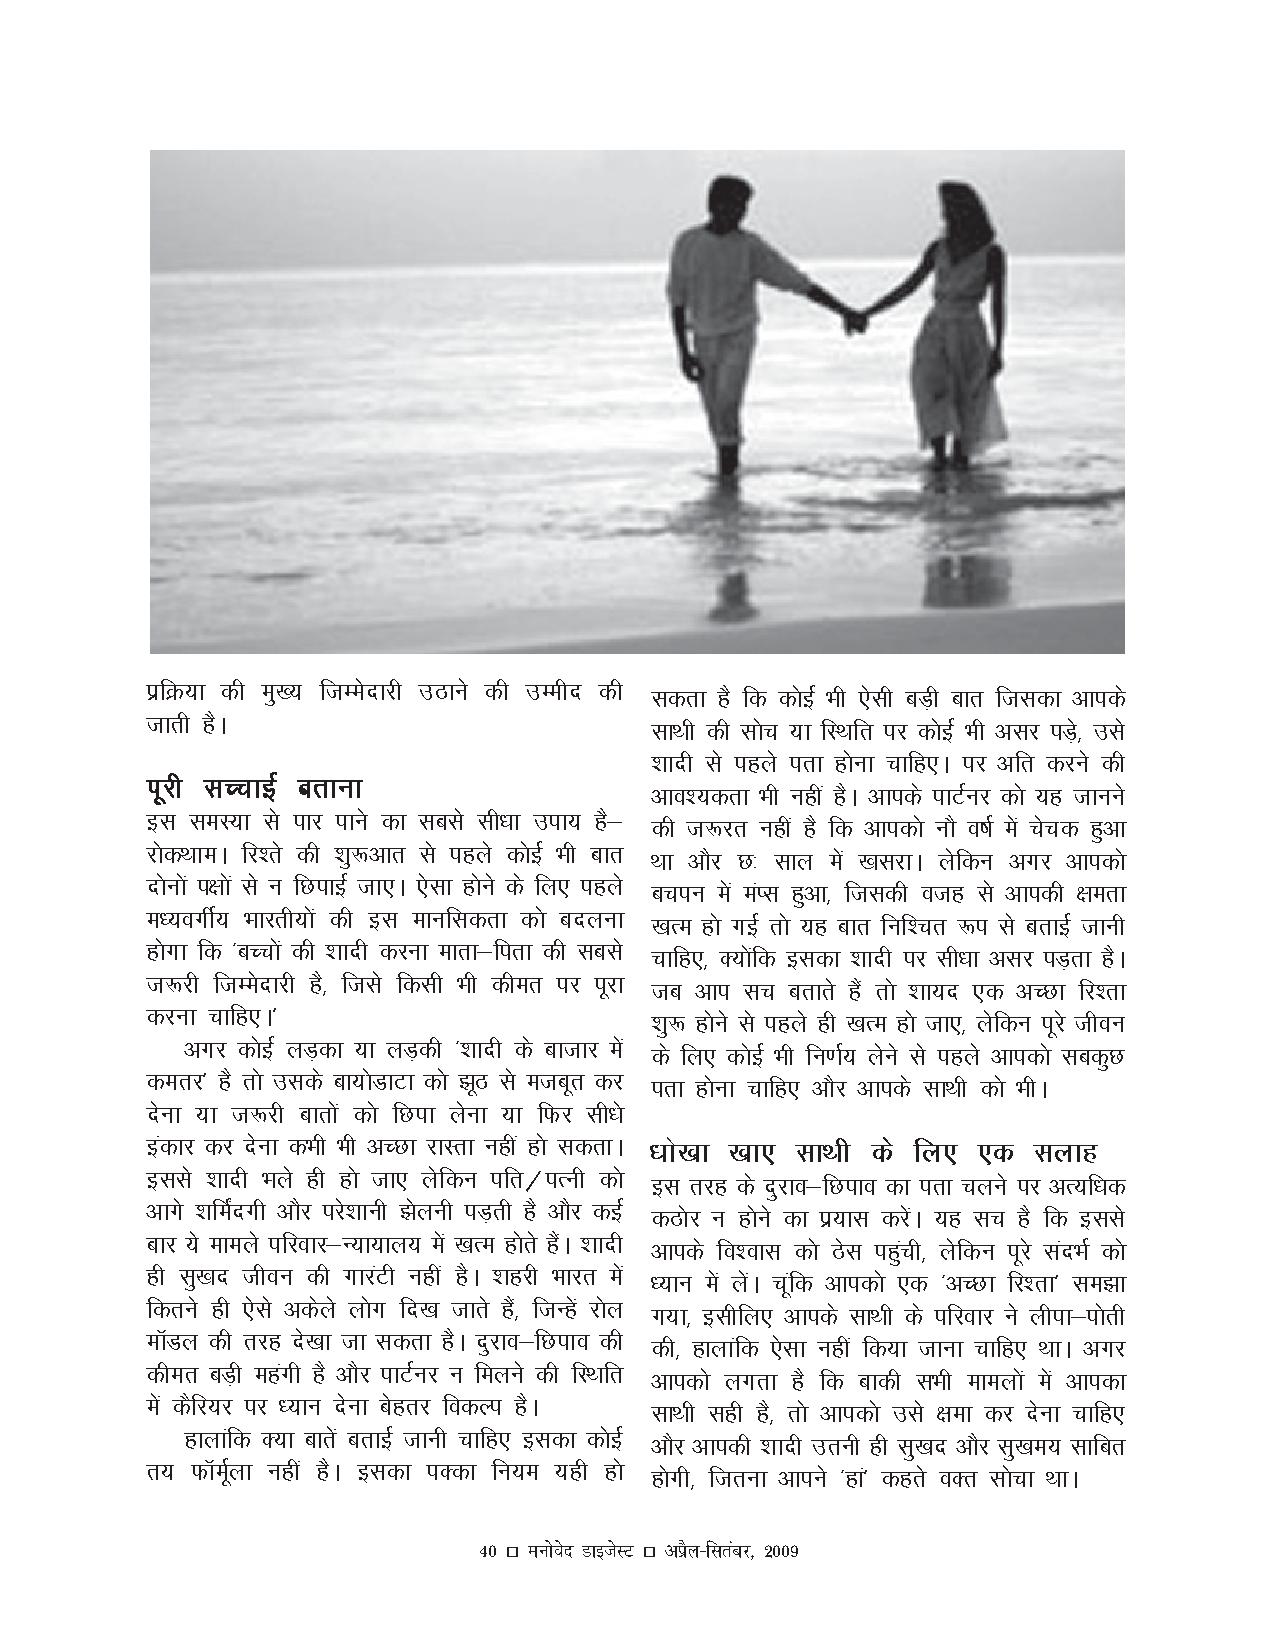 प्रक्रिया की मुख्य जिम्मेदारी उठाने की उम्मीद की
जाती है।
पूरी सच्चाई बताना
इस समस्या से पार पाने का सबसे सीधा उपाय है–
रोकथाम। रिश्ते की शुरूआत से पहले कोई भी बात
दोनों पक्षों से न छिपाई जाए। ऐसा होने के लिए पहले
मध्यवर्गीय भारतीयों की इस मानसिकता को बदलना
होगा कि 'बच्चों की शादी करना माता–पिता की सबसे
जरूरी जिम्मेदारी है, जिसे किसी भी कीमत पर पूरा
करना चाहिए।'
अगर कोई लड़का या लड़की 'शादी के बाजार में
कमतर' है तो उसके बायोडाटा को झूठ से मजबूत कर
देना या जरूरी बातों को छिपा लेना या फिर सीधे
इंकार कर देना कभी भी अच्छा रास्ता नहीं हो सकता।
इससे शादी भले ही हो जाए लेकिन पति/पत्नी को
आगे शर्मिंदगी और परेशानी झेलनी पड़ती है और कई
बार ये मामले परिवार–न्यायालय में खत्म होते हैं। शादी
ही सुखद जीवन की गारंटी नहीं है। शहरी भारत में
कितने ही ऐसे अकेले लोग दिख जाते हैं, जिन्हें रोल
मॉडल की तरह देखा जा सकता है। दुराव–छिपाव की
कीमत बड़ी महंगी है और पार्टनर न मिलने की स्थिति
में कैरियर पर ध्यान देना बेहतर विकल्प है।
हालांकि क्या बातें बताई जानी चाहिए इसका कोई
तय फॉर्मूला नहीं है। इसका पक्का नियम यही हो
सकता है कि कोई भी ऐसी बड़ी बात जिसका आपके
साथी की सोच या स्थिति पर कोई भी असर पड़े, उसे
शादी से पहले पता होना चाहिए। पर अति करने की
आवश्यकता भी नहीं है। आपके पार्टनर को यह जानने
की जरूरत नहीं है कि आपको नौ वर्ष में चेचक हुआ
था और छः साल में खसरा। लेकिन अगर आपको
बचपन में मंप्स हुआ, जिसकी वजह से आपकी क्षमता
खत्म हो गई तो यह बात निश्चित रूप से बताई जानी
चाहिए, क्योंकि इसका शादी पर सीधा असर पड़ता है।
जब आप सच बताते हैं तो शायद एक अच्छा रिश्ता
शुरू होने से पहले ही खत्म हो जाए, लेकिन पूरे जीवन
के लिए कोई भी निर्णय लेने से पहले आपको सबकुछ
पता होना चाहिए और आपके साथी को भी।
धोखा खाए साथी के लिए एक सलाह
इस तरह के दुराव–छिपाव का पता चलने पर अत्यधिक
कठोर न होने का प्रयास करें। यह सच है कि इससे
आपके विश्वास को ठेस पहुंची, लेकिन पूरे संदर्भ को
ध्यान में लें। चूंकि आपको एक 'अच्छा रिश्ता' समझा
गया, इसीलिए आपके साथी के परिवार ने लीपा–पोती
की, हालांकि ऐसा नहीं किया जाना चाहिए था। अगर
आपको लगता है कि बाकी सभी मामलों में आपका
साथी सही है, तो आपको उसे क्षमा कर देना चाहिए
और आपकी शादी उतनी ही सुखद और सुखमय साबित
होगी, जितना आपने 'हां' कहते वक्त सोचा था।
40 □ मनोवेद डाइजेस्ट □ अप्रैल-सितंबर, 2009